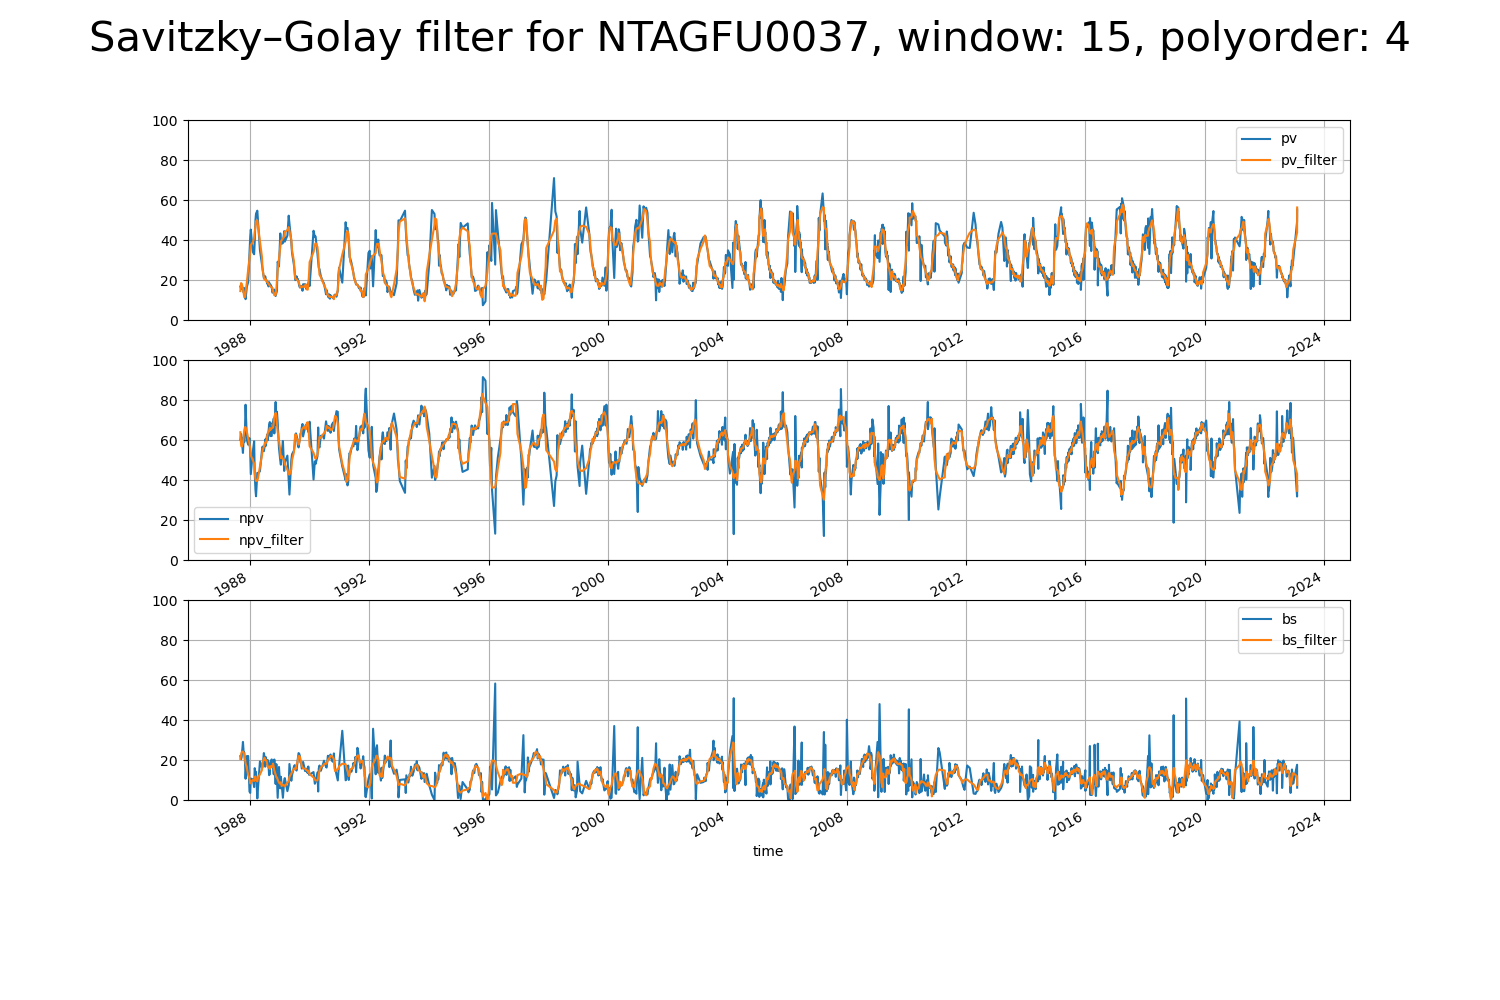 Savitzky–Golay filter for NTAGFU0037, window: 15, polyorder: 4
100
80
60
40
20
0
pv
pv_filter
1988 1992 1996 2000 2004 2008 2012 2016 2020 2024
100
80
60
40
20
0
npv
npv_filter
1988 1992 1996 2000 2004 2008 2012 2016 2020 2024
100
80
60
40
20
0
bs
bs_filter
1988 1992 1996 2000 2004 2008 2012 2016 2020 2024
time